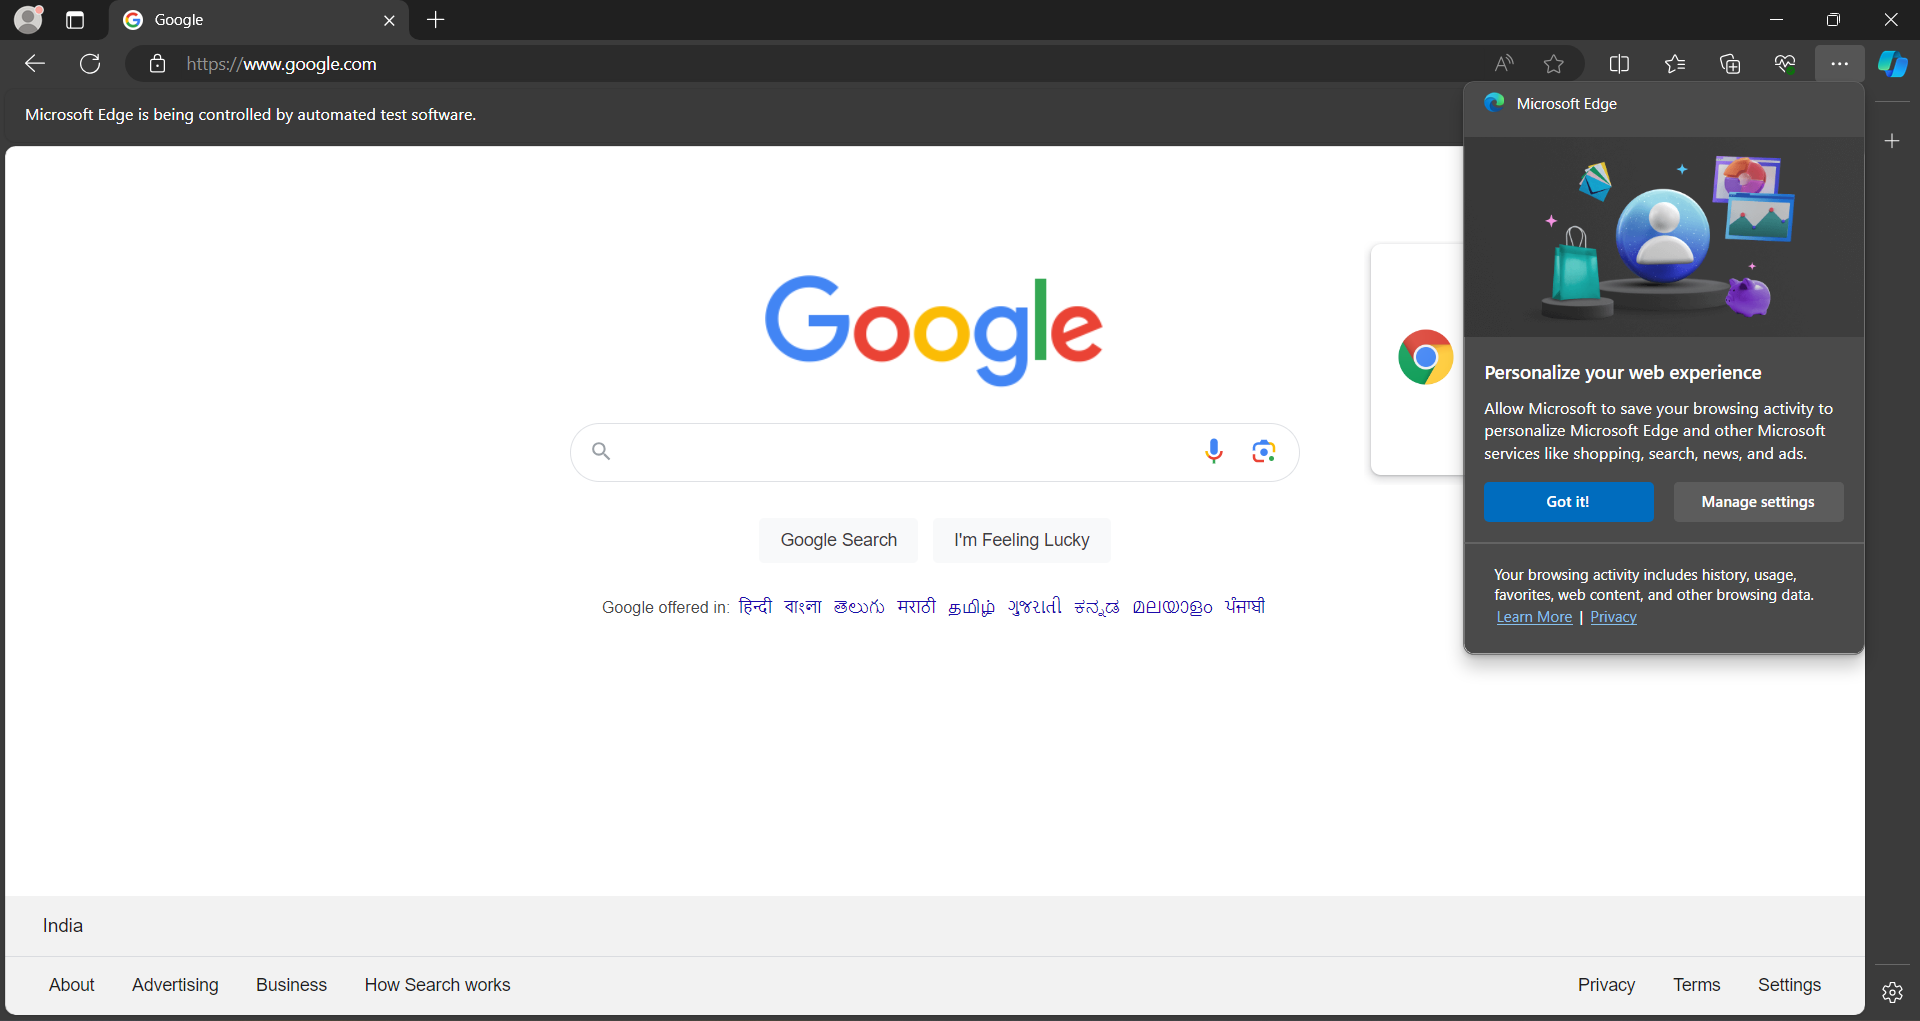 Google
https://www.google.com
Microsoft Edge is being controlled by automated test software.
Microsoft Edge
Personalize your web experience
Allow Microsoft to save your browsing activity to
personalize Microsoft Edge and other Microsoft
services like shopping, search, news, and ads.
Got it! Manage settings
Your browsing activity includes history, usage,
favorites, web content, and other browsing data.
Learn More | Privacy
Google
Google Search I'm Feeling Lucky
Google offered in: हिन्दी বাংলা తెలుగు मराठी தமிழ் ગુજરાતી ಕನ್ನಡ മലയാളം ਪੰਜਾਬੀ
India
About Advertising Business How Search works Privacy Terms Settings